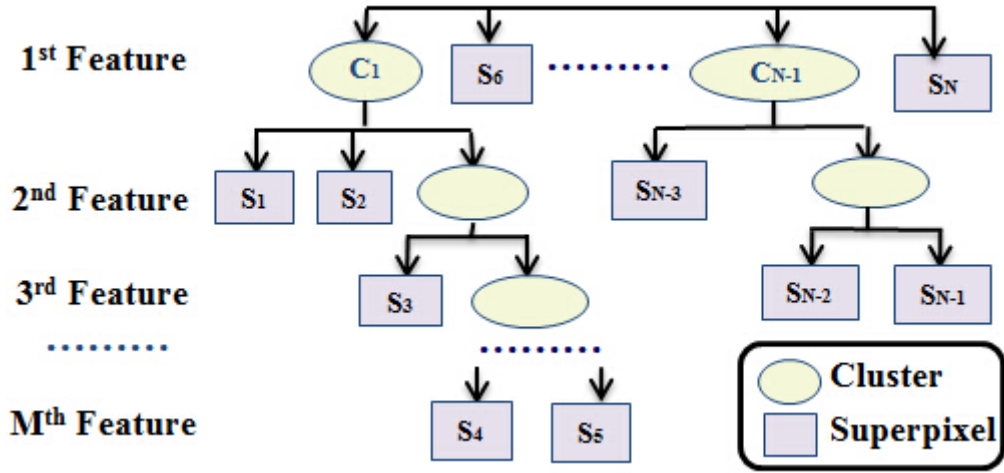 1st Feature
C1
S6
CN-1
SN
2nd Feature
S1
S2
SN-3
3rd Feature
S3
SN-2
SN-1
Mth Feature
S4
S5
Cluster
Superpixel